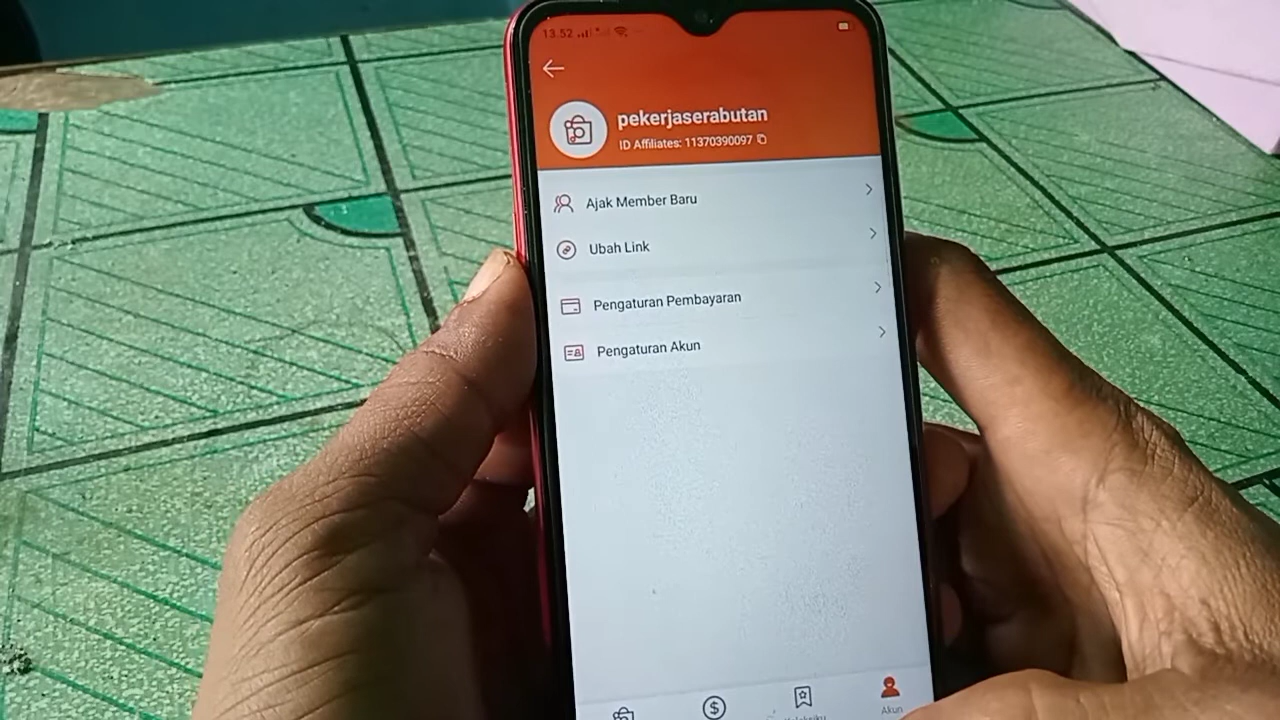 13.52
pekerjaserabutan
ID Affiliates: 11370390097
Ajak Member Baru
Ubah Link
Pengaturan Pembayaran
Pengaturan Akun
Akun